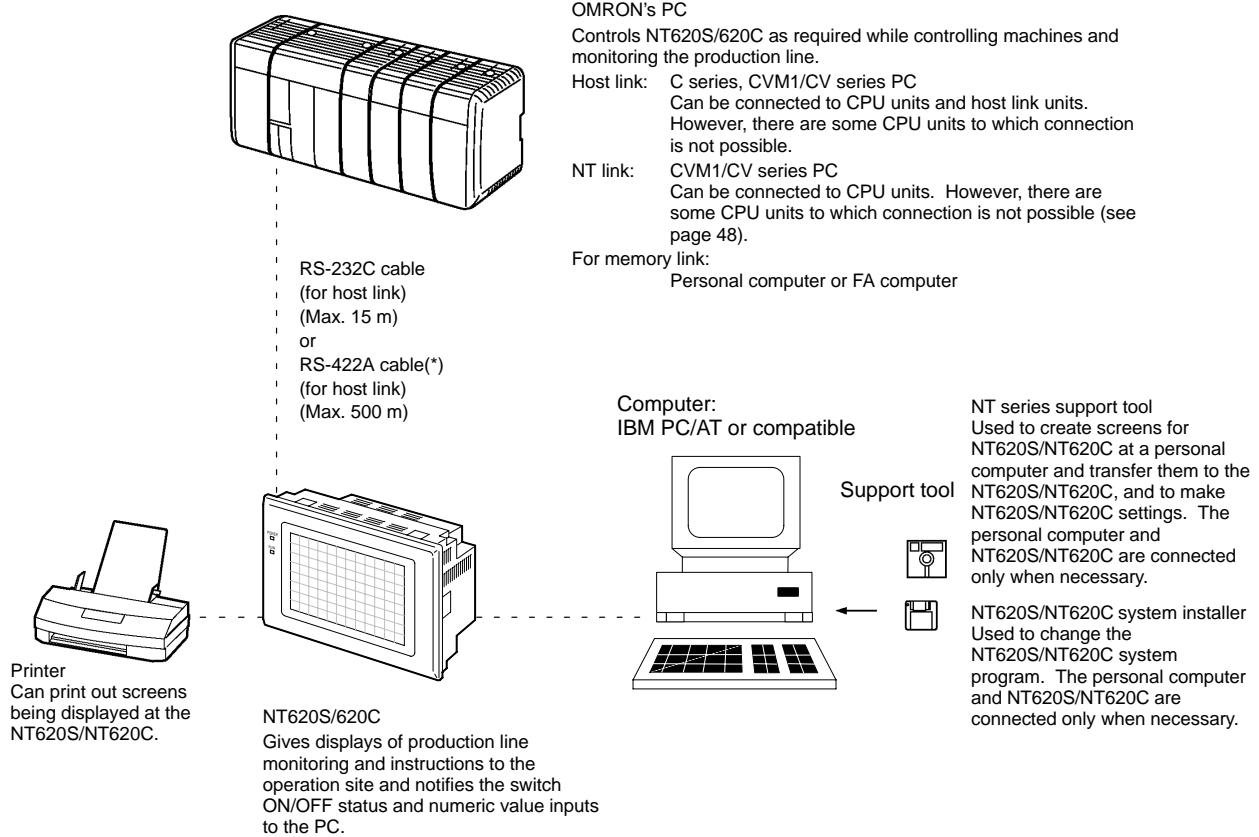 OMRON's PC
Controls NT620S/620C as required while controlling machines and
monitoring the production line.
Host link: C series, CVM1/CV series PC
Can be connected to CPU units and host link units.
However, there are some CPU units to which connection
is not possible.
NT link: CVM1/CV series PC
Can be connected to CPU units. However, there are
some CPU units to which connection is not possible (see
page 48).
For memory link:
Personal computer or FA computer
RS-232C cable
(for host link)
(Max. 15 m)
or
RS-422A cable(*)
(for host link)
(Max. 500 m)
Computer:
IBM PC/AT or compatible
Support tool
NT series support tool
Used to create screens for
NT620S/NT620C at a personal
computer and transfer them to the
NT620S/NT620C, and to make
NT620S/NT620C settings. The
personal computer and
NT620S/NT620C are connected
only when necessary.
NT620S/NT620C system installer
Used to change the
NT620S/NT620C system
program. The personal computer
and NT620S/NT620C are
connected only when necessary.
Printer
Can print out screens
being displayed at the
NT620S/NT620C.
NT620S/620C
Gives displays of production line
monitoring and instructions to the
operation site and notifies the switch
ON/OFF status and numeric value inputs
to the PC.